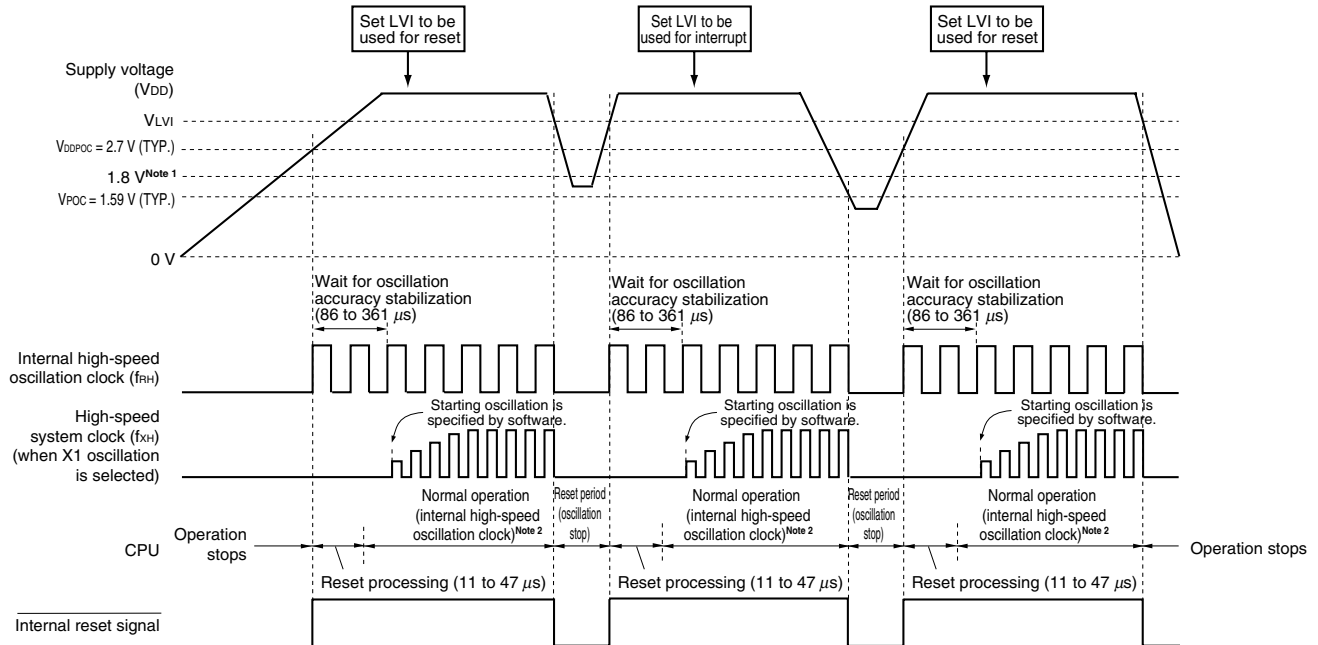 Set LVI to be
used for reset
Set LVI to be
used for interrupt
Set LVI to be
used for reset
Supply voltage
(VDD)
VLVI
VDDPOC = 2.7 V (TYP.)
1.8 V Note 1
VPOC = 1.59 V (TYP.)
0 V
Wait for oscillation
accuracy stabilization
(86 to 361 μs)
Wait for oscillation
accuracy stabilization
(86 to 361 μs)
Wait for oscillation
accuracy stabilization
(86 to 361 μs)
Internal high-speed
oscillation clock (fRH)
Starting oscillation is
specified by software.
Starting oscillation is
specified by software.
Starting oscillation is
specified by software.
High-speed
system clock (fXH)
(when X1 oscillation
is selected)
Normal operation
(internal high-speed
oscillation clock) Note 2
Reset period
(oscillation
stop)
Normal operation
(internal high-speed
oscillation clock) Note 2
Reset period
(oscillation
stop)
Normal operation
(internal high-speed
oscillation clock) Note 2
CPU
Operation
stops
Operation stops
Reset processing (11 to 47 μs)
Reset processing (11 to 47 μs)
Reset processing (11 to 47 μs)
Internal reset signal